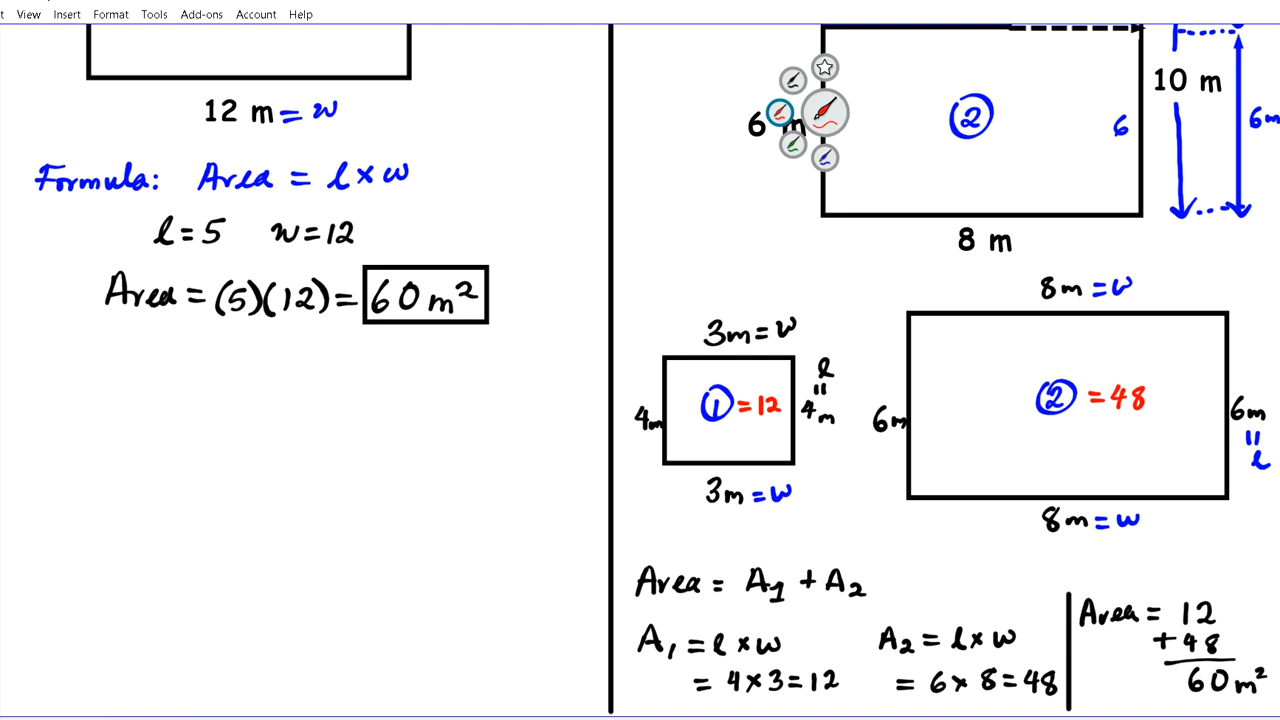 t View Insert Format Tools Add-ons Account Help
12 m = w
Formula: Area = l x w
l = 5 w = 12
Area = (5)(12) = 60 m²
10 m
6 m
2
6
6m
8 m
8m = w
3m = w
l
=
4m
1 = 12
4m
6m
2 = 48
6m
=
l
3m = w
8m = w
Area = A₁ + A₂
A₁ = l x w
= 4 x 3 = 12
A₂ = l x w
= 6 x 8 = 48
Area = 12
+ 48
60 m²